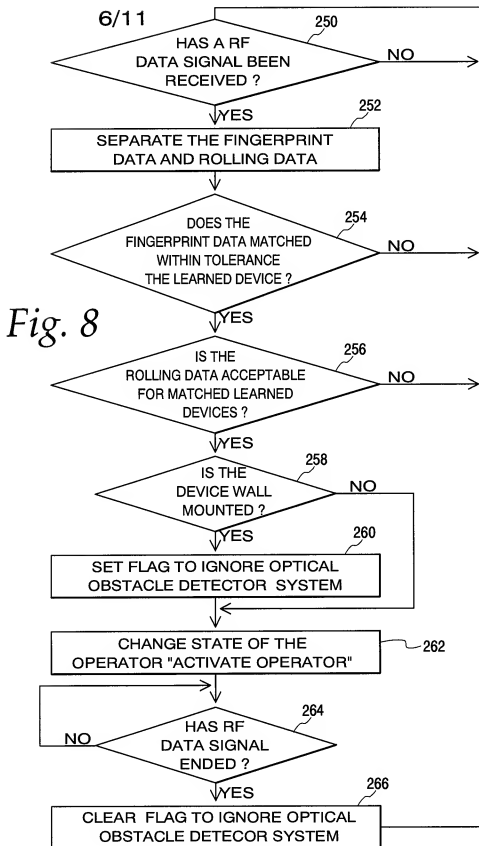 6/11
250
HAS A RF
DATA SIGNAL BEEN
RECEIVED ?
NO
YES
252
SEPARATE THE FINGERPRINT
DATA AND ROLLING DATA
254
DOES THE
FINGERPRINT DATA MATCHED
WITHIN TOLERANCE
THE LEARNED DEVICE ?
NO
YES
Fig. 8
256
IS THE
ROLLING DATA ACCEPTABLE
FOR MATCHED LEARNED
DEVICES ?
NO
YES
258
IS THE
DEVICE WALL
MOUNTED ?
NO
YES
260
SET FLAG TO IGNORE OPTICAL
OBSTACLE DETECTOR SYSTEM
CHANGE STATE OF THE
OPERATOR "ACTIVATE OPERATOR"
262
264
HAS RF
DATA SIGNAL
ENDED ?
NO
YES
266
CLEAR FLAG TO IGNORE OPTICAL
OBSTACLE DETECOR SYSTEM